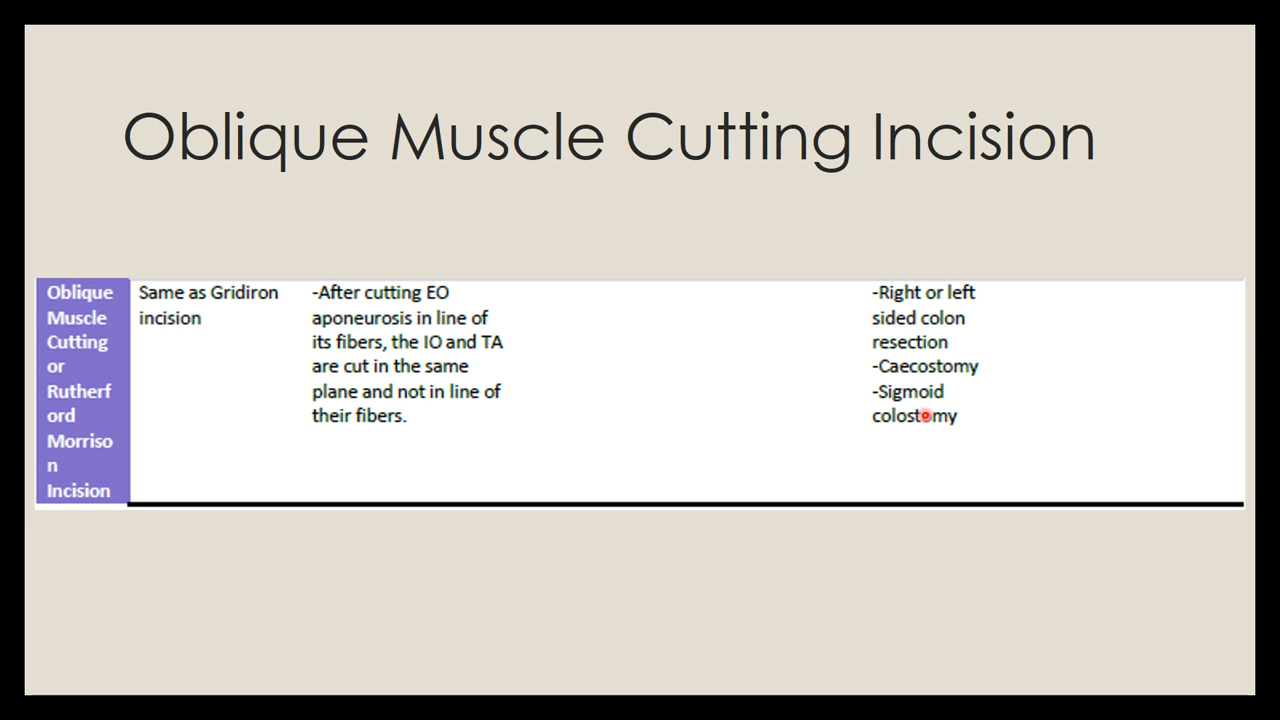 Oblique Muscle Cutting Incision
Oblique
Muscle
Cutting
or
Rutherf
ord
Morriso
n
Incision
Same as Gridiron
incision
-After cutting EO
aponeurosis in line of
its fibers, the IO and TA
are cut in the same
plane and not in line of
their fibers.
-Right or left
sided colon
resection
-Caecostomy
-Sigmoid
colostomy